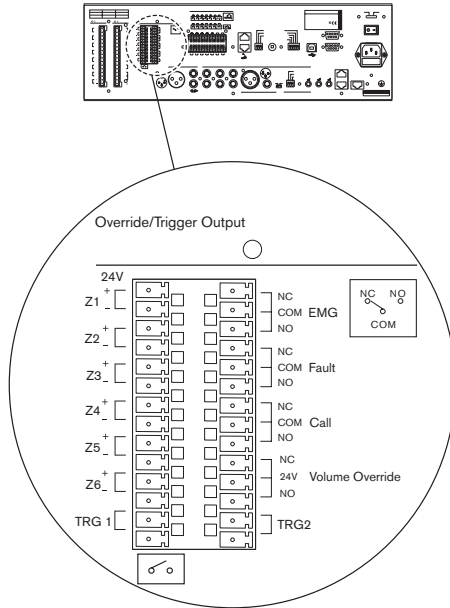 Override/Trigger Output
24V
Z1 + -
Z2 + -
Z3 + -
Z4 + -
Z5 + -
Z6 + -
TRG 1
NC
COM EMG
NO
NC
COM Fault
NO
NC
COM Call
NO
NC
24V Volume Override
NO
TRG2
NC NO
COM